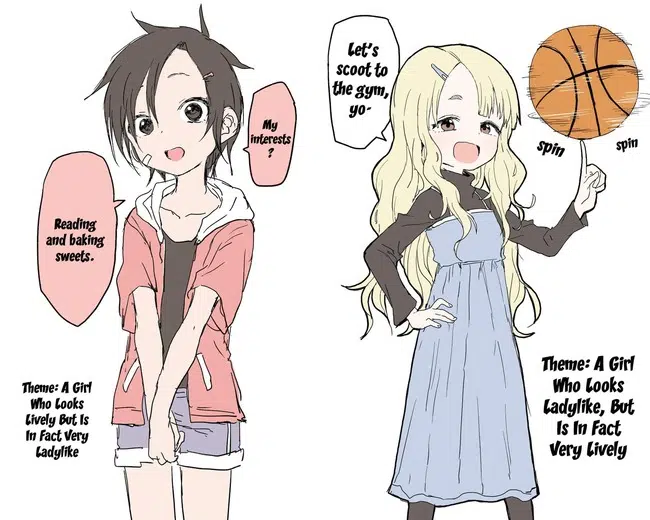 My
interests
?
Reading
and baking
sweets.
Theme: A Girl
Who Looks
Lively But Is
In Fact Very
Ladylike
Let's
scoot to
the gym,
yo-
spin
spin
Theme: A Girl
Who Looks
Ladylike, But
Is In Fact
Very Lively